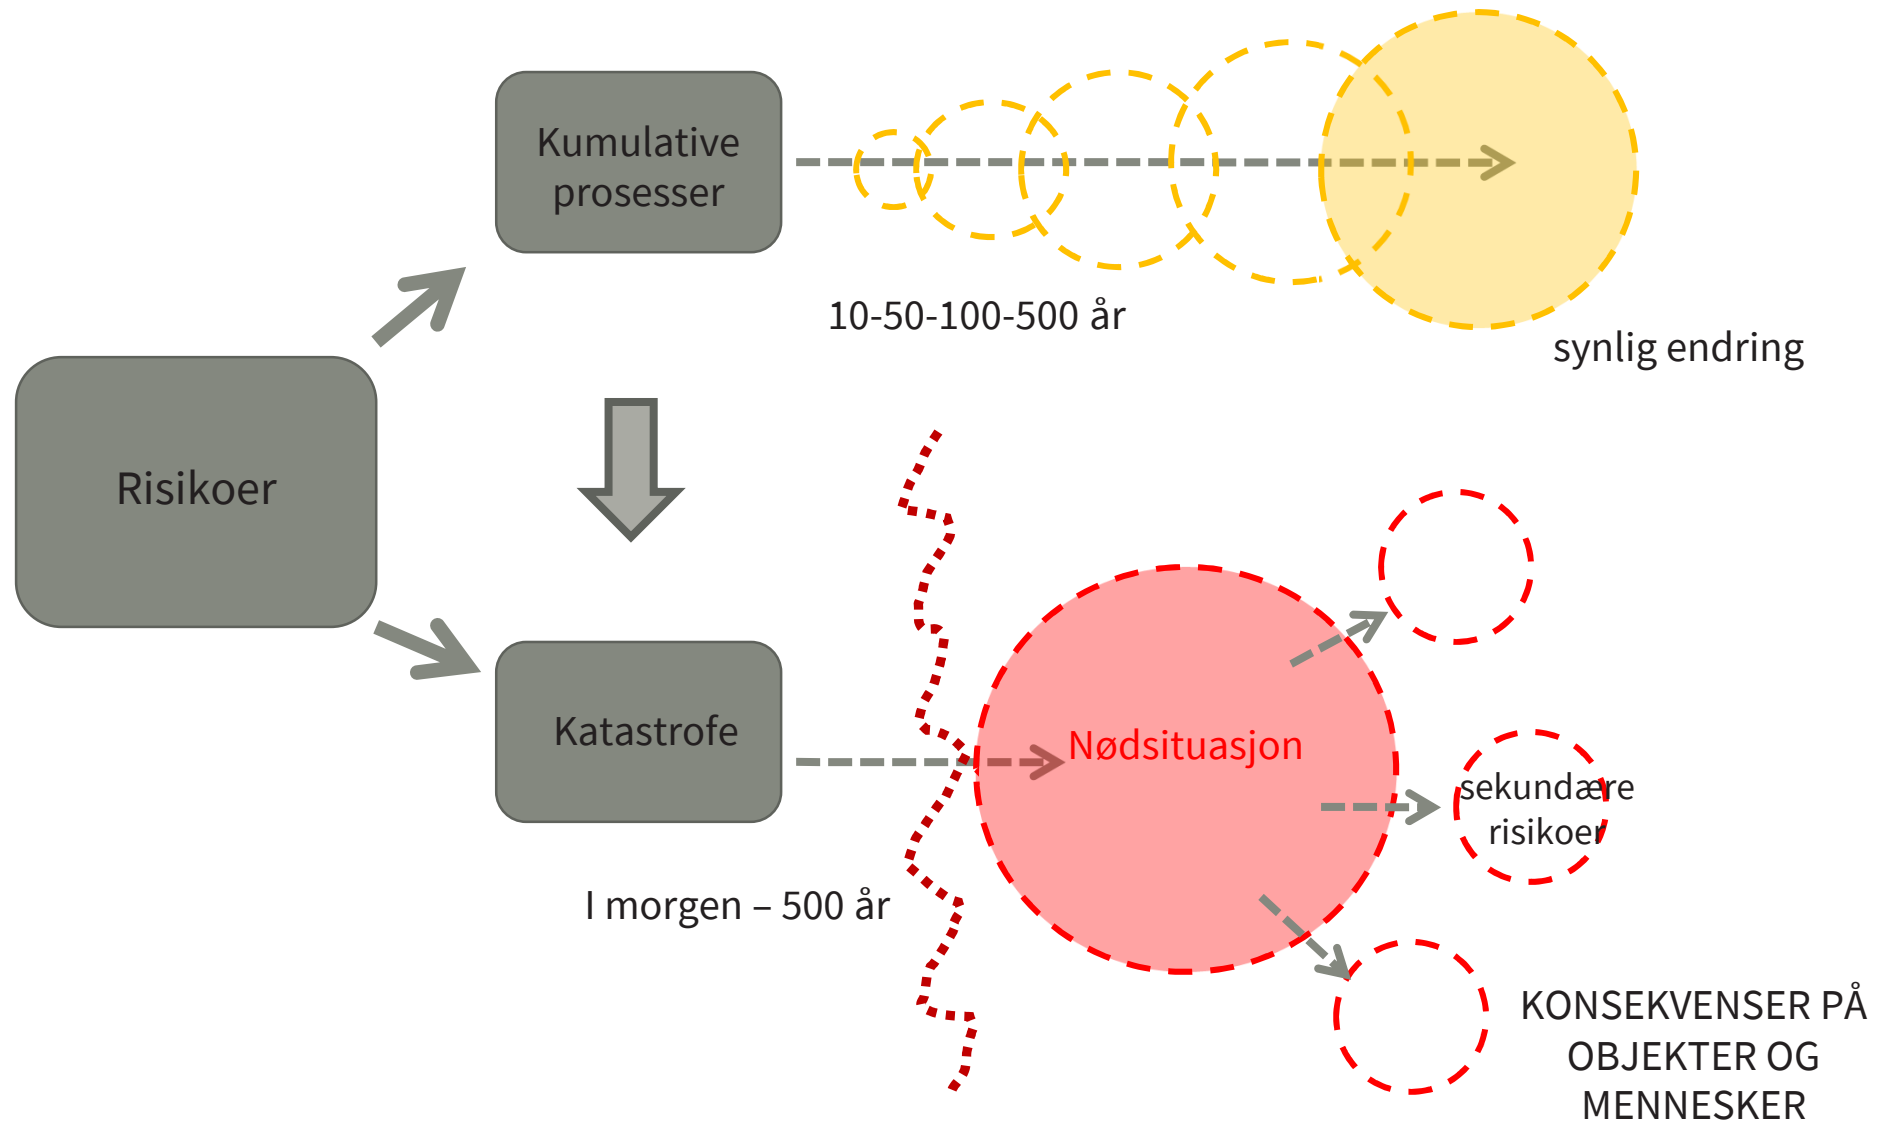 Kumulative
prosesser
10-50-100-500 år
synlig endring
Risikoer
Katastrofe
Nødsituasjon
sekundære
risikoer
I morgen – 500 år
KONSEKVENSER PÅ
OBJEKTER OG
MENNESKER